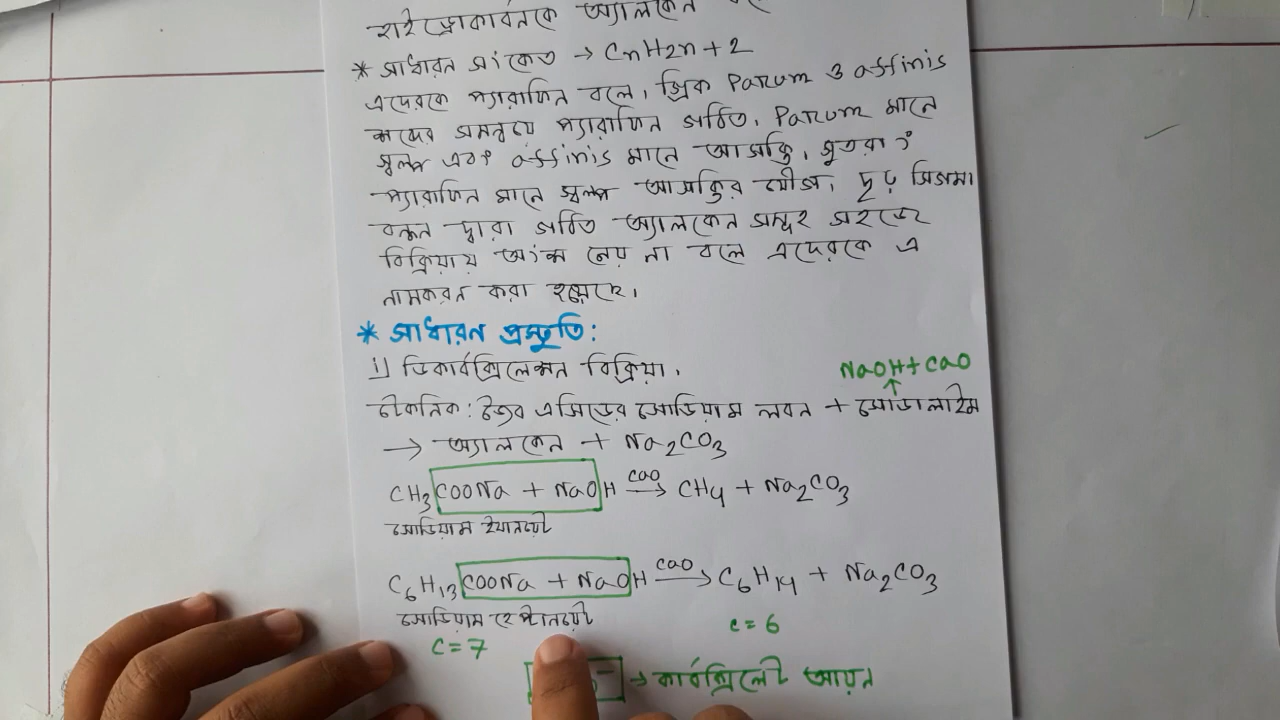 হাইড্রোকার্বনকে অ্যালকেন
* সাধারন সংকেত → CnH2n+2
এদেরকে প্যারাফিন বলে। গ্রিক Parum ও affinis
শব্দের সমন্বয়ে প্যারাফিন গঠিত। Parum মানে
স্বল্প এবং affinis মানে আসক্তি। সুতরাং
প্যারাফিন মানে স্বল্প আসক্তির যৌগ। দৃঢ় সিগমা
বন্ধন দ্বারা গঠিত অ্যালকেন সমূহ সহজে
বিক্রিয়ায় অংশ নেয় না বলে এদেরকে এ
নামকরন করা হয়েছে।
* সাধারন প্রস্তুতি:
i) ডিকার্বক্সিলেশন বিক্রিয়া।
NaOH+CaO
টেকনিক: জৈব এসিডের সোডিয়াম লবন + সোডালাইম
→ অ্যালকেন + Na2CO3
CH3COONa + NaOH CaO→ CH4 + Na2CO3
সোডিয়াম ইথানয়েট
C6H13COONa + NaOH CaO→ C6H14 + Na2CO3
সোডিয়াম হেপ্টানয়েট
C=7 C=6
→ কার্বক্সিলেট আয়ন।